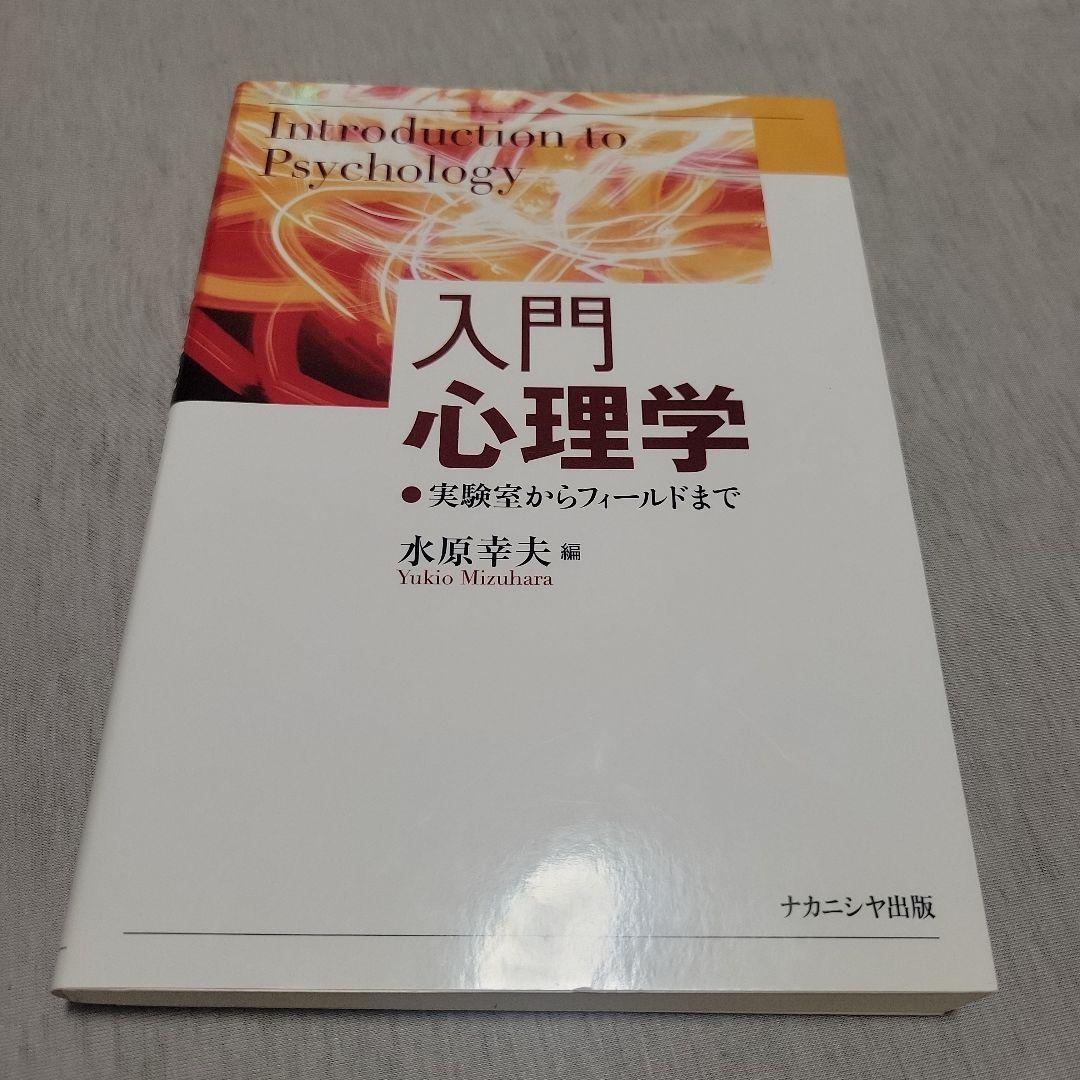 Introduction to
Psychology
入門
心理学
●実験室からフィールドまで
水原幸夫 編
Yukio Mizuhara
ナカニシヤ出版